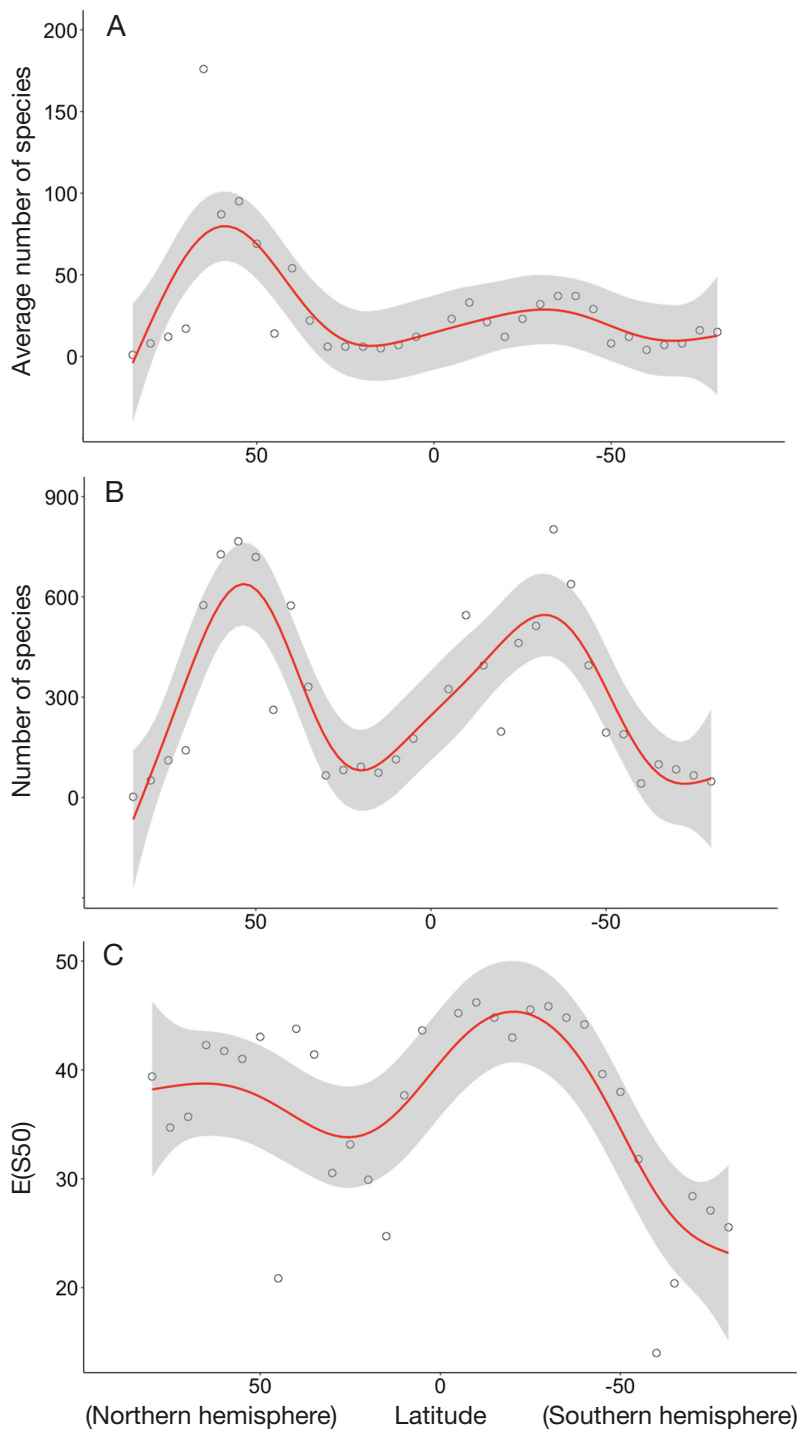 A
Average number of species
200
150
100
50
0
50 0 -50
B
Number of species
900
600
300
0
50 0 -50
C
E(S50)
50
40
30
20
50 0 -50
(Northern hemisphere) Latitude (Southern hemisphere)